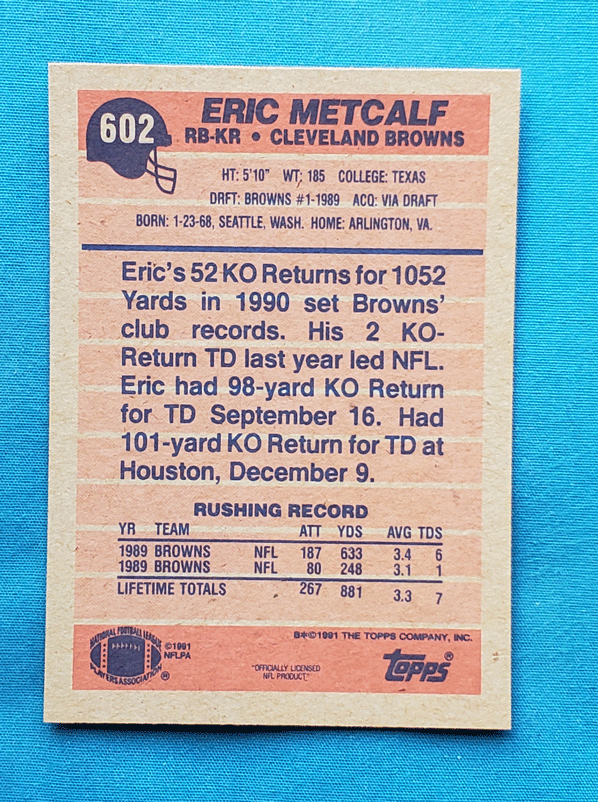 602
ERIC METCALF
RB-KR • CLEVELAND BROWNS
HT: 5'10" WT: 185 COLLEGE: TEXAS
DRFT: BROWNS #1-1989 ACQ: VIA DRAFT
BORN: 1-23-68, SEATTLE, WASH. HOME: ARLINGTON, VA.
Eric's 52 KO Returns for 1052
Yards in 1990 set Browns'
club records. His 2 KO-
Return TD last year led NFL.
Eric had 98-yard KO Return
for TD September 16. Had
101-yard KO Return for TD at
Houston, December 9.
RUSHING RECORD
YR TEAM ATT YDS AVG TDS
1989 BROWNS NFL 187 633 3.4 6
1989 BROWNS NFL 80 248 3.1 1
LIFETIME TOTALS 267 881 3.3 7
B*©1991 THE TOPPS COMPANY, INC.
NATIONAL FOOTBALL LEAGUE
PLAYERS ASSOCIATION ®
©1991
NFLPA
"OFFICIALLY LICENSED
NFL PRODUCT."
topps®